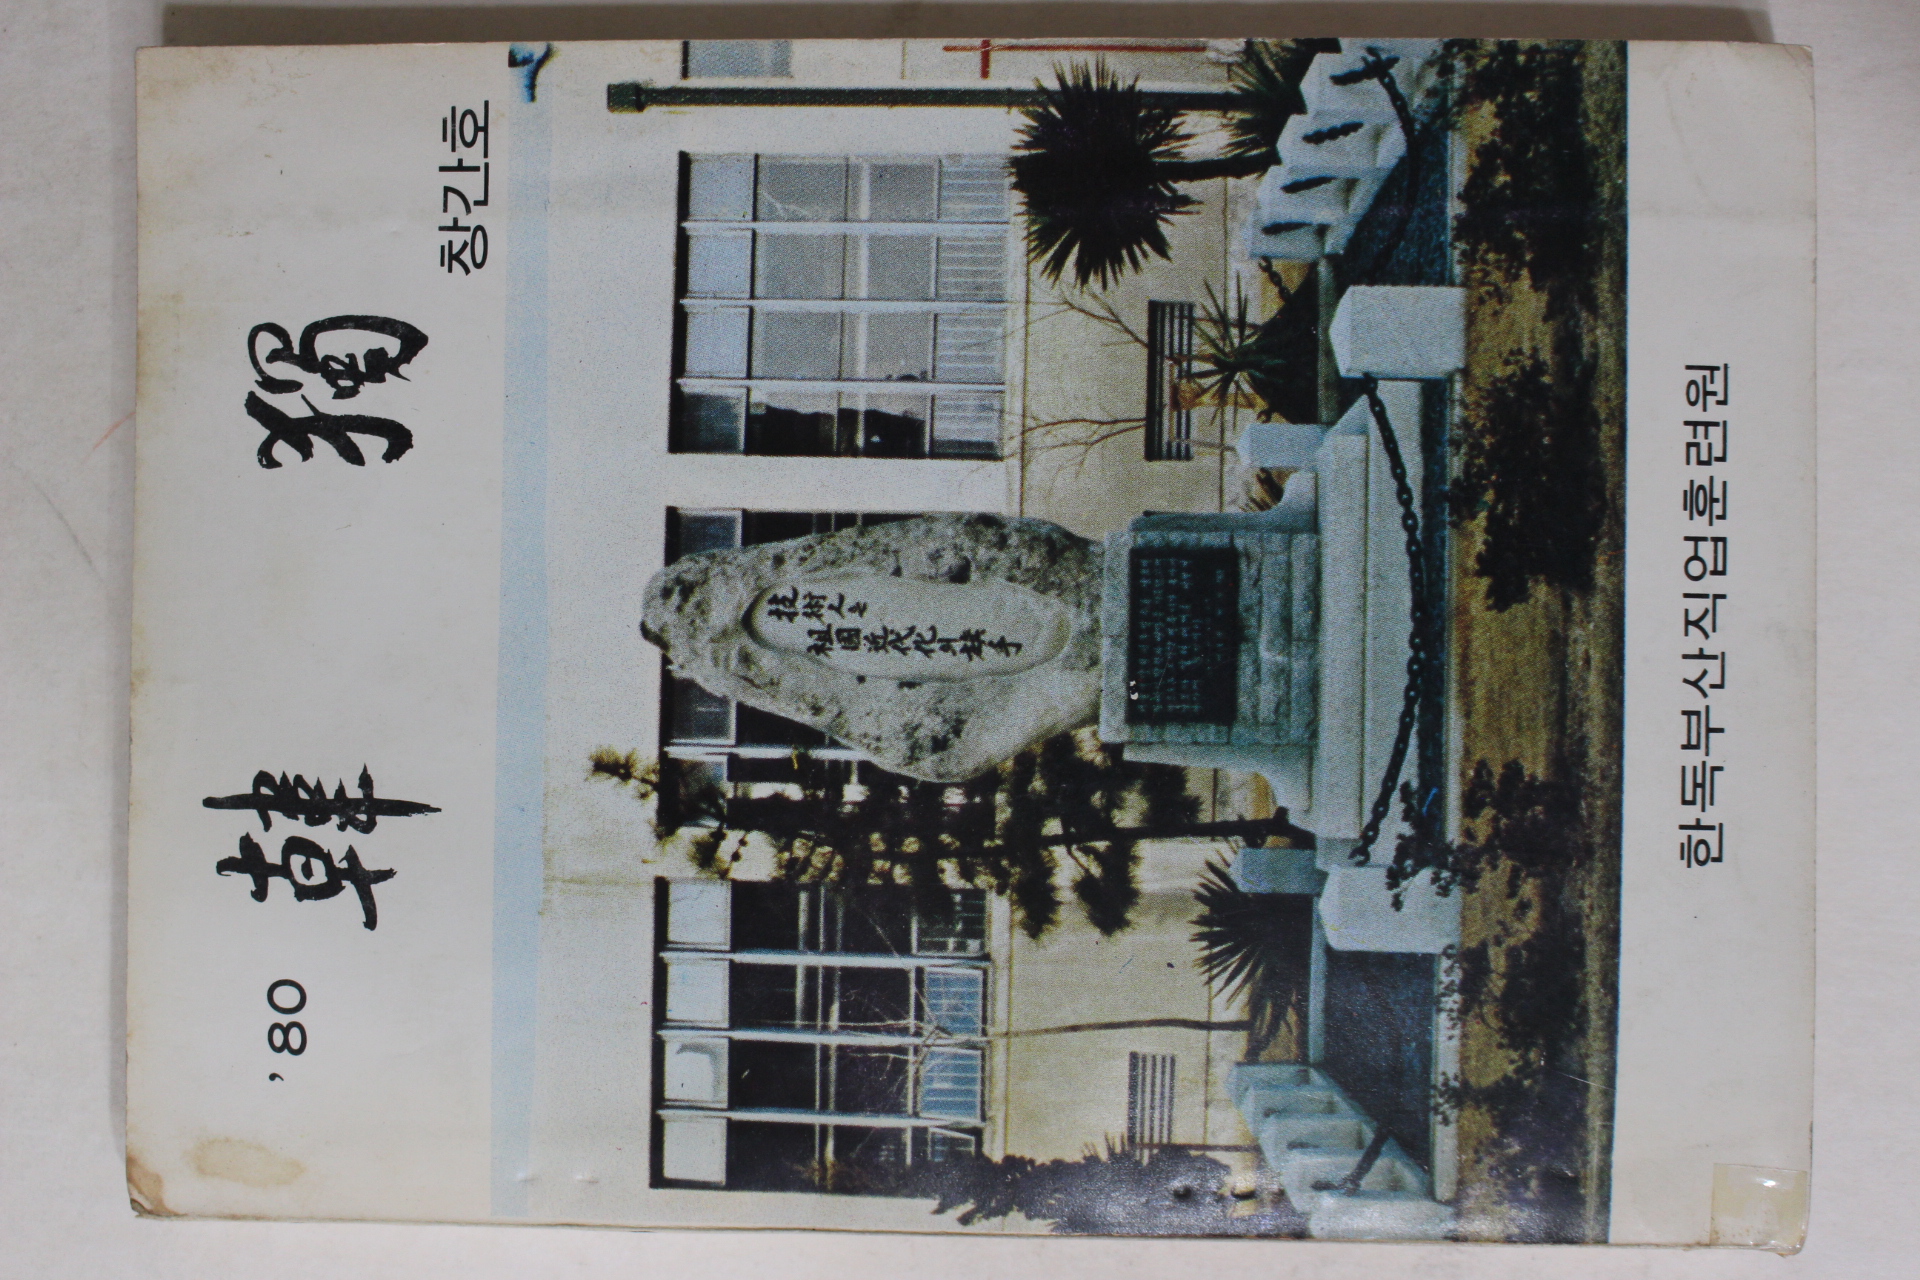 '80 韓 獨
창간호
技術人은
祖國近代化의 旗手
한독부산직업훈련원